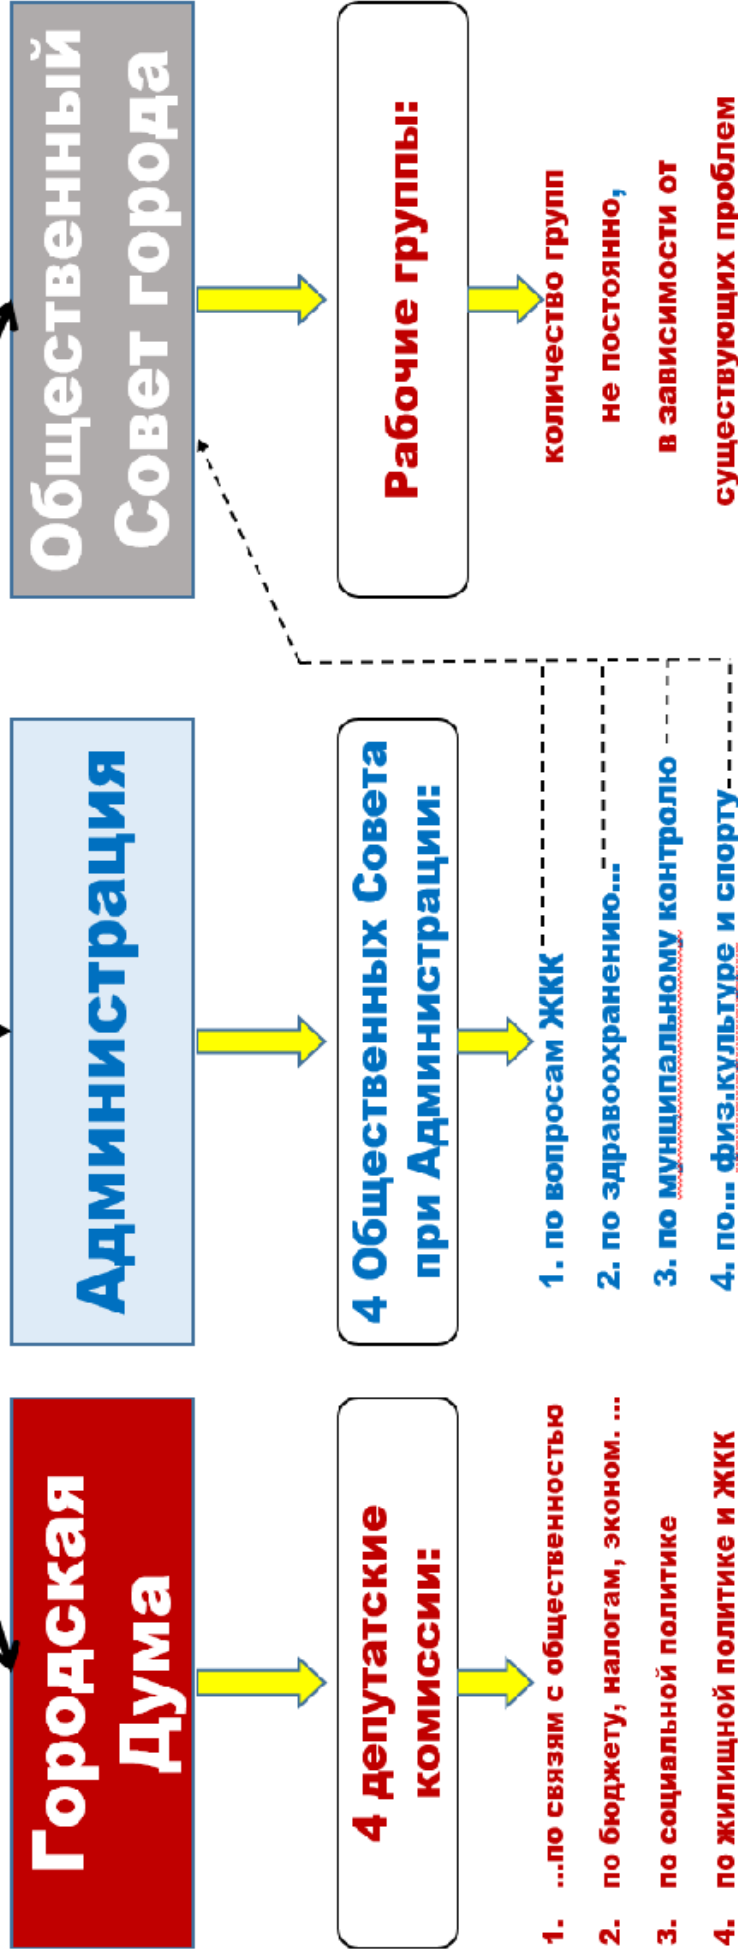 Городская
Дума
4 депутатские
комиссии:
1. ...по связям с общественностью
2. по бюджету, налогам, эконом. ...
3. по социальной политике
4. по жилищной политике и ЖКК
Администрация
4 Общественных Совета
при Администрации:
1. по вопросам ЖКК
2. по здравоохранению...
3. по мунципальному контролю
4. по... физ.культуре и спорту
Общественный
Совет города
Рабочие группы:
количество групп
не постоянно,
в зависимости от
существующих проблем